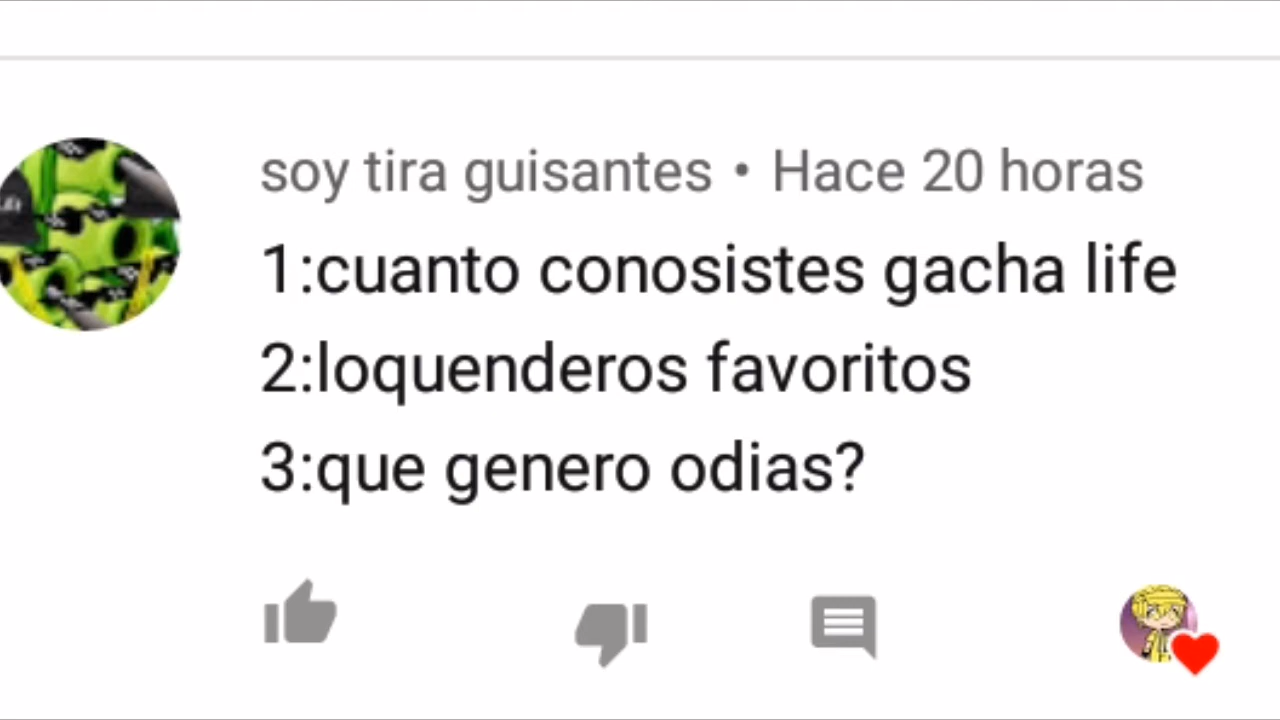 soy tira guisantes • Hace 20 horas
1:cuanto conosistes gacha life
2:loquenderos favoritos
3:que genero odias?